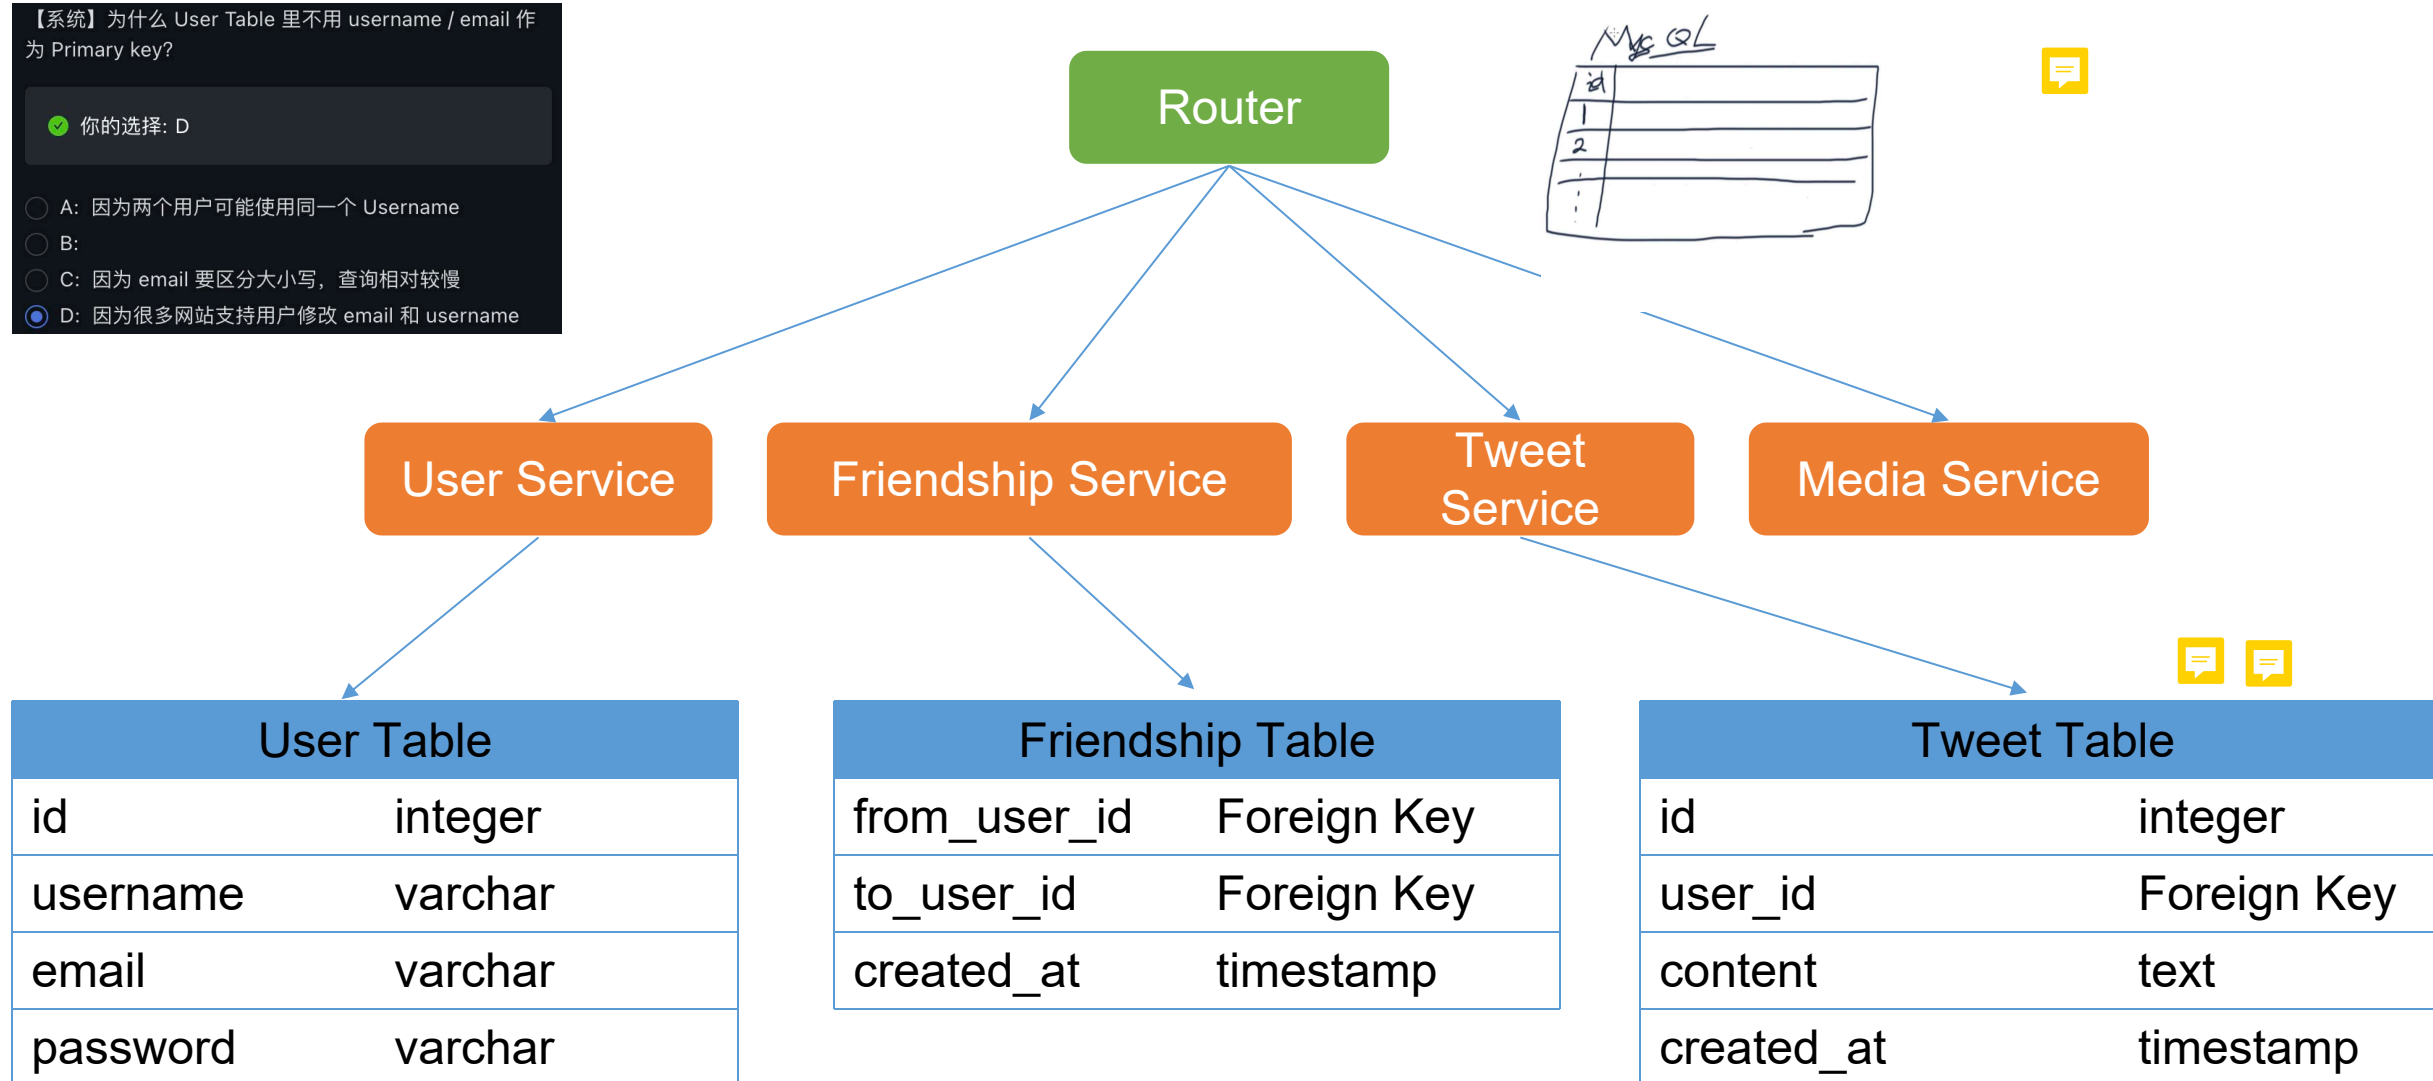 【系统】为什么 User Table 里不用 username / email 作
为 Primary key?
你的选择: D
A: 因为两个用户可能使用同一个 Username
B:
C: 因为 email 要区分大小写，查询相对较慢
D: 因为很多网站支持用户修改 email 和 username
Router
MySQL
id
1
2
User Service
Friendship Service
Tweet
Service
Media Service
User Table
id integer
username varchar
email varchar
password varchar
Friendship Table
from_user_id Foreign Key
to_user_id Foreign Key
created_at timestamp
Tweet Table
id integer
user_id Foreign Key
content text
created_at timestamp